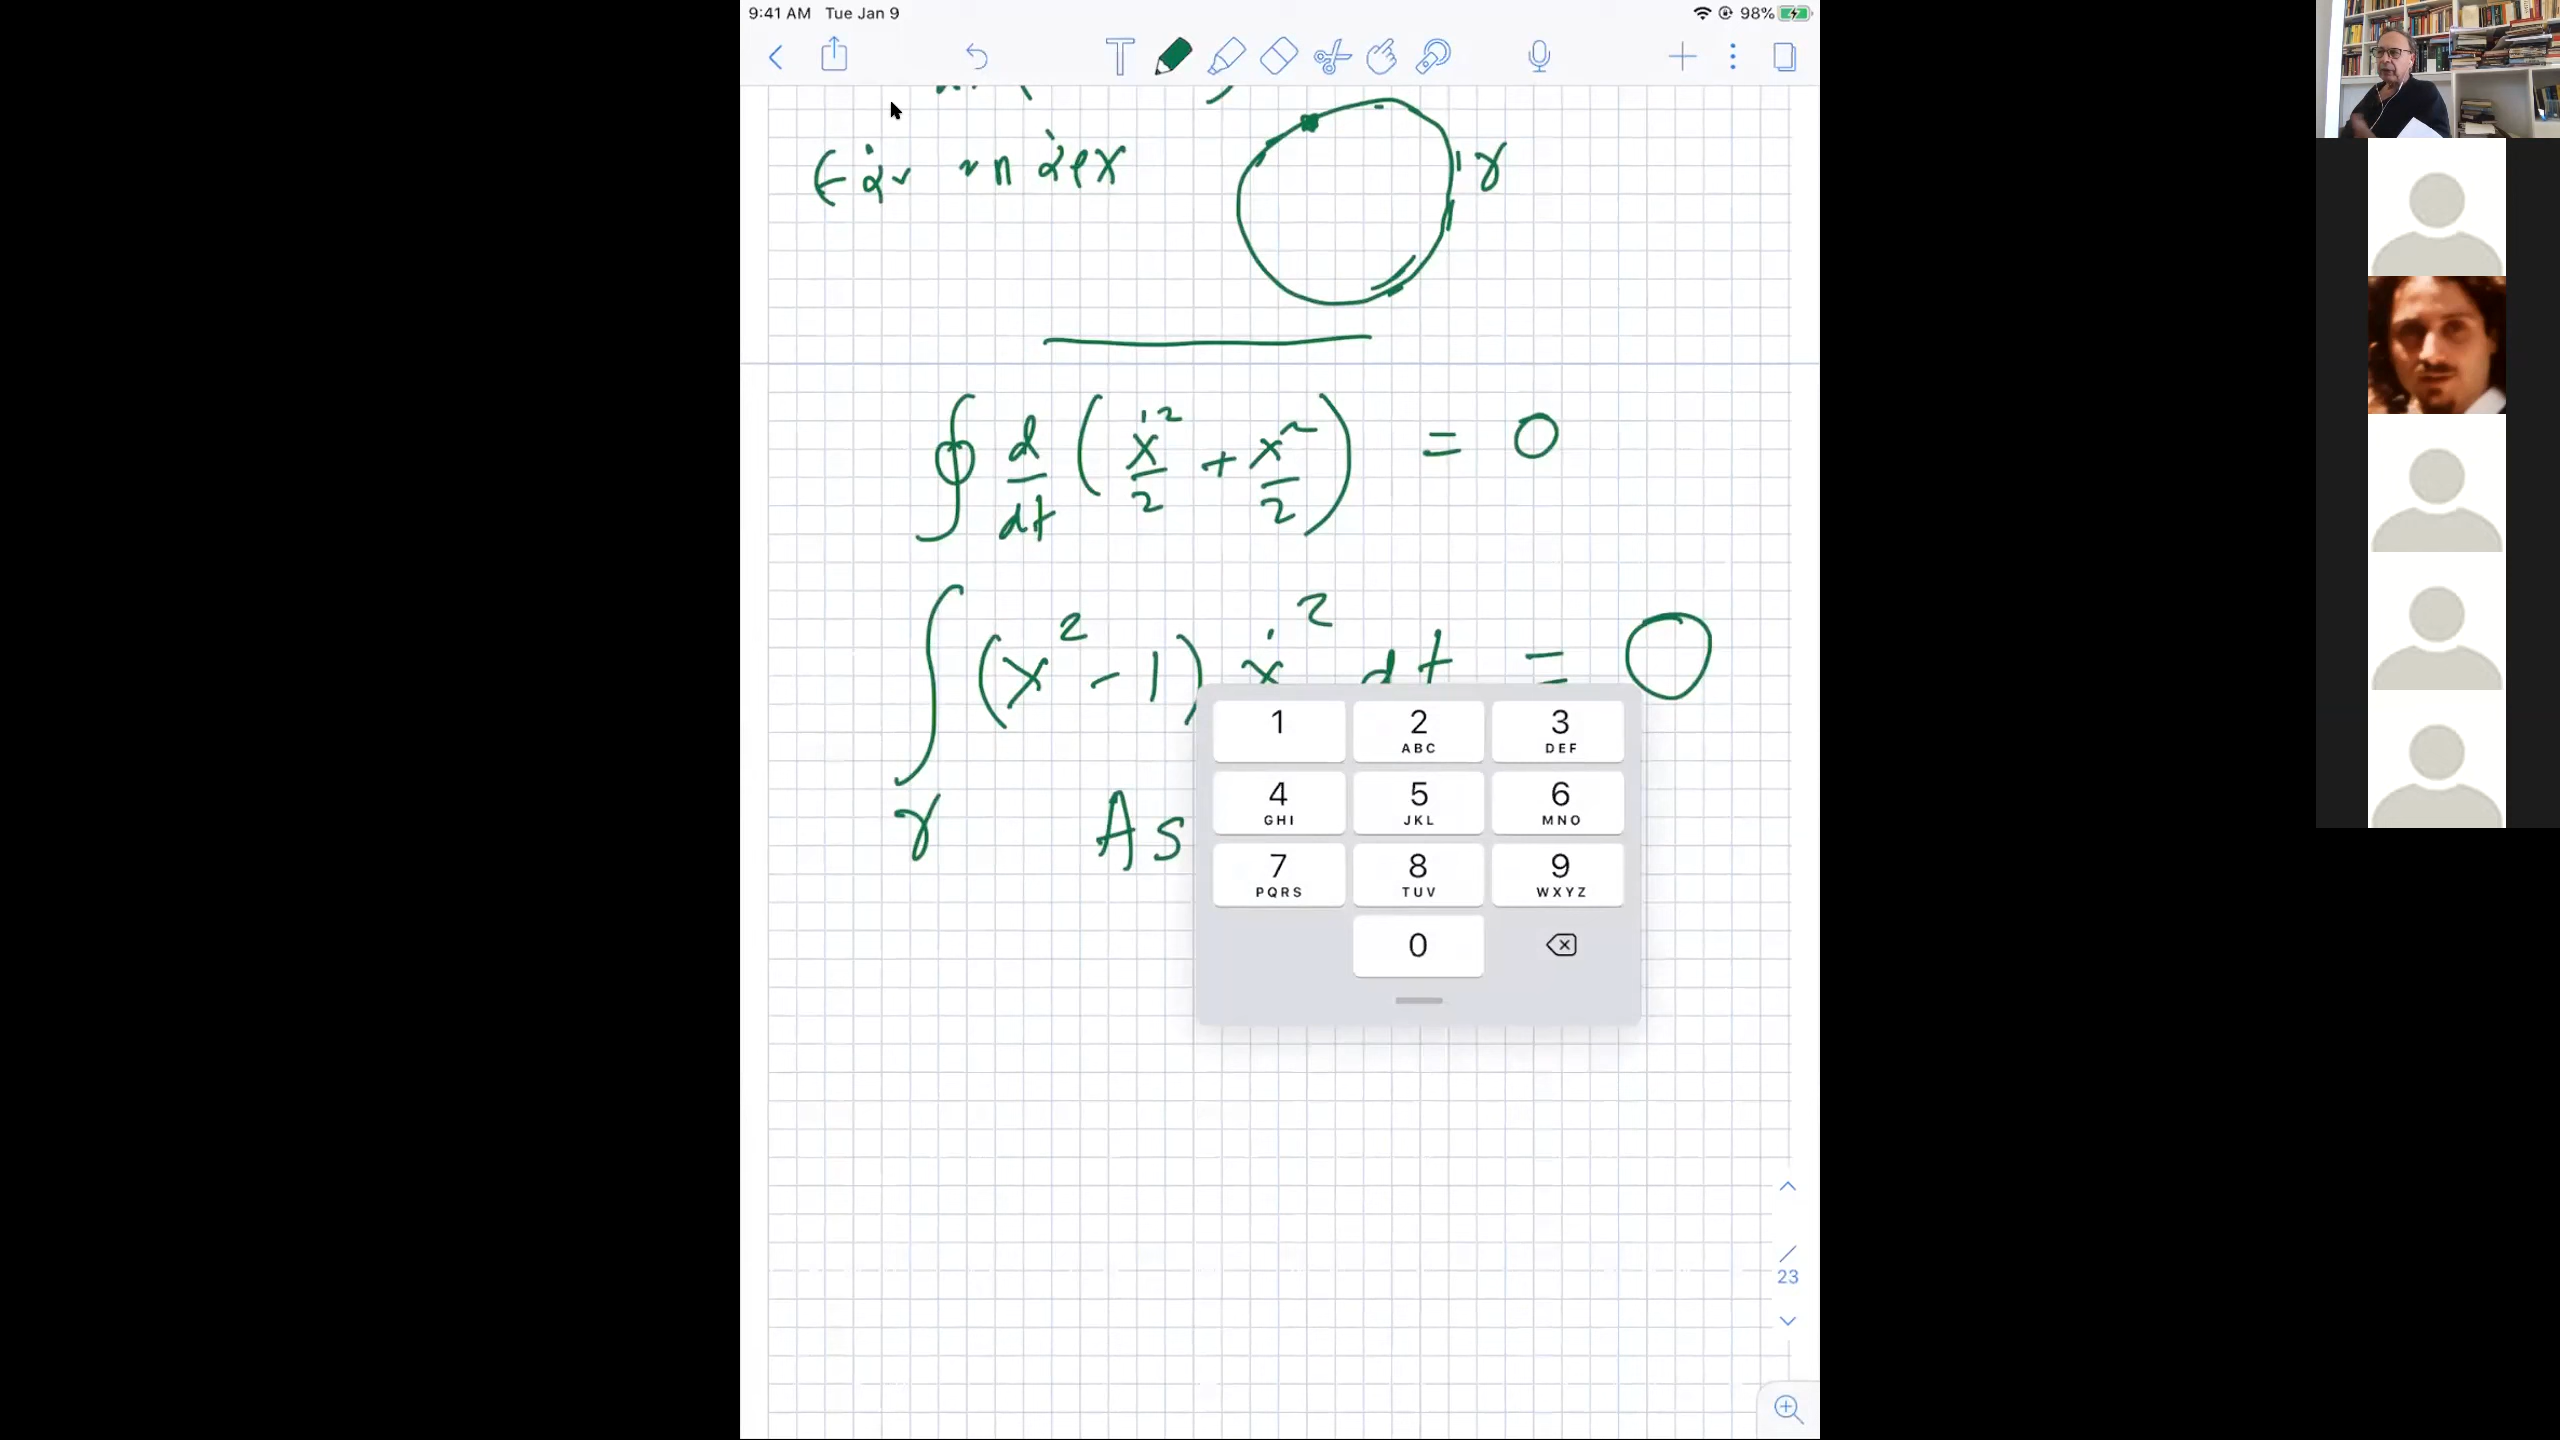 9:41 AM Tue Jan 9 98%
T
Εάν υπάρχ
γ
∮ d/dt (ẋ²/2 + x²/2) = 0
∫ (x² - 1) ẋ² dt = 0
γ As
1 2 ABC 3 DEF
4 GHI 5 JKL 6 MNO
7 PQRS 8 TUV 9 WXYZ
0
23